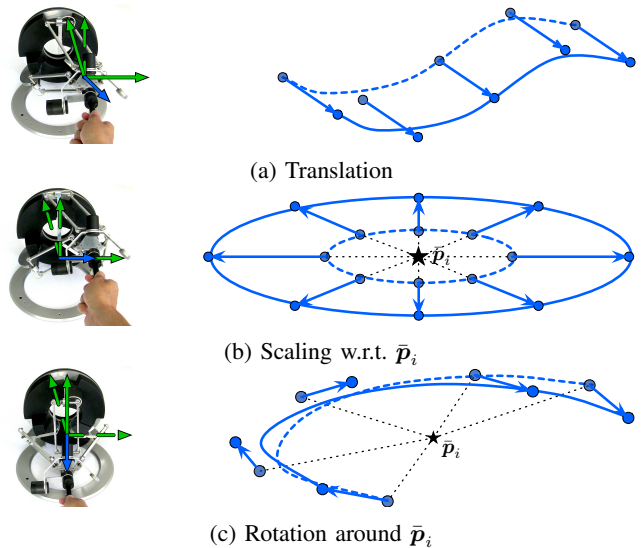 (a) Translation
p̄ᵢ
(b) Scaling w.r.t. p̄ᵢ
p̄ᵢ
(c) Rotation around p̄ᵢ